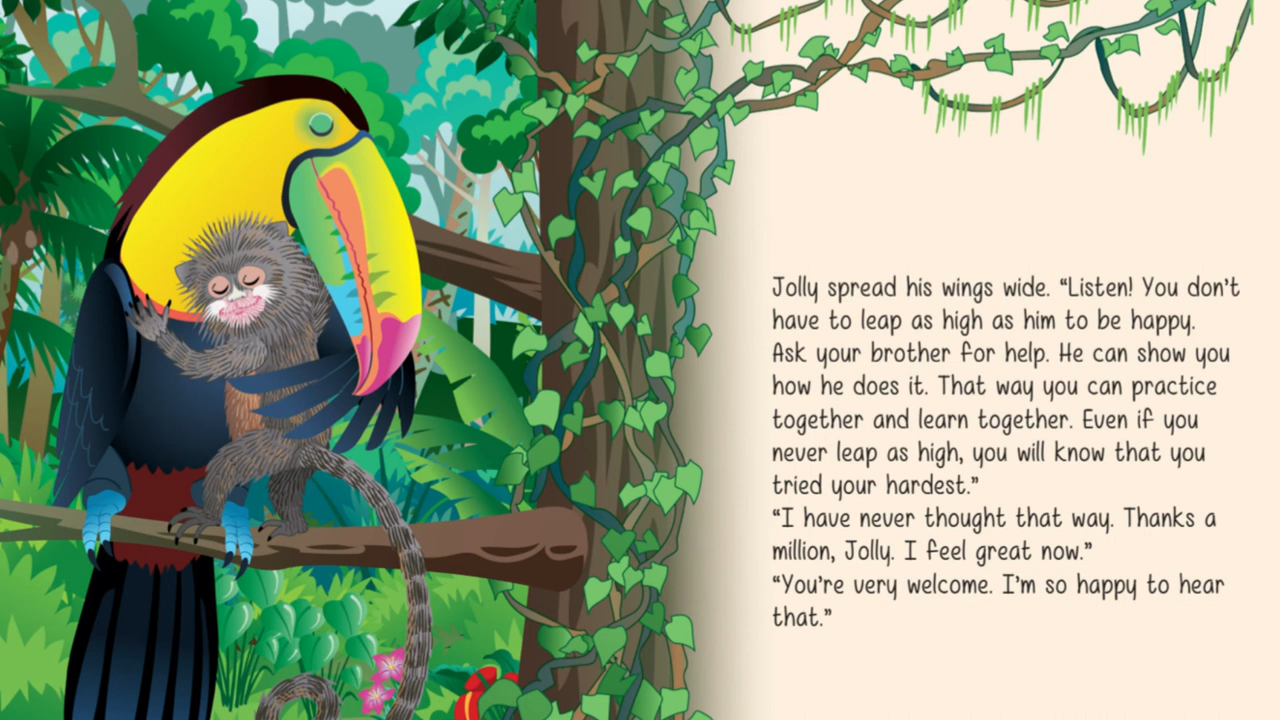 Jolly spread his wings wide. “Listen! You don’t
have to leap as high as him to be happy.
Ask your brother for help. He can show you
how he does it. That way you can practice
together and learn together. Even if you
never leap as high, you will know that you
tried your hardest.”
“I have never thought that way. Thanks a
million, Jolly. I feel great now.”
“You’re very welcome. I’m so happy to hear
that.”